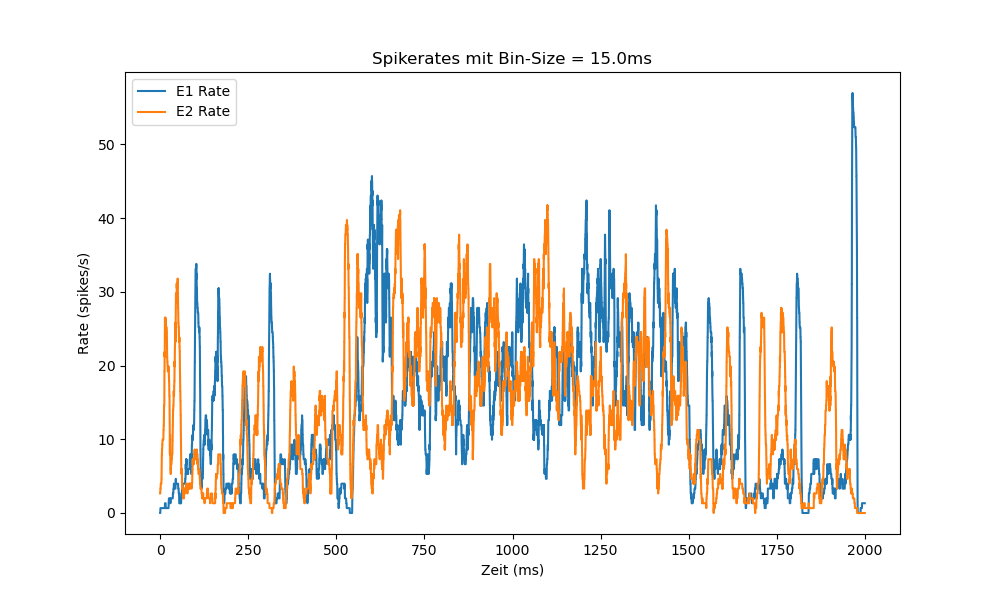 Spikerates mit Bin-Size = 15.0ms
E1 Rate
E2 Rate
50
40
30
20
10
0
Rate (spikes/s)
0 250 500 750 1000 1250 1500 1750 2000
Zeit (ms)